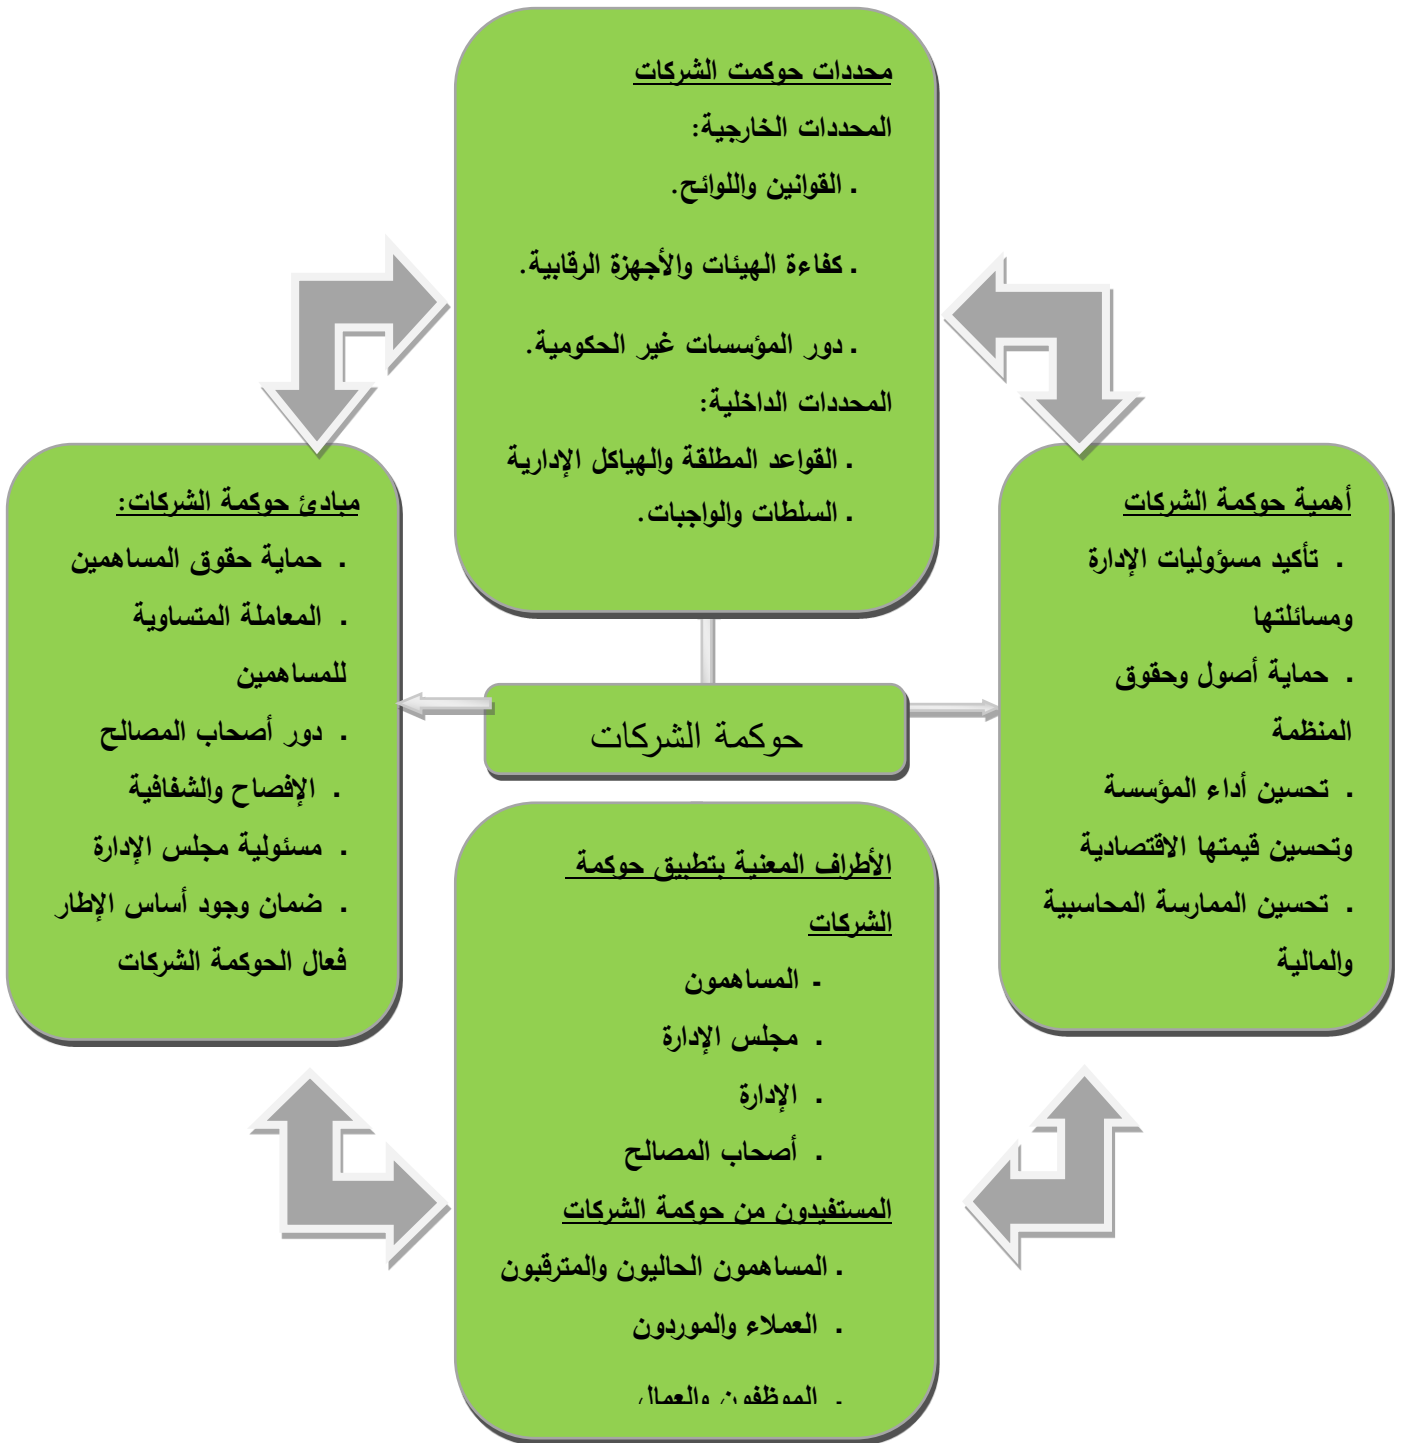 محددات حوكمت الشركات
المحددات الخارجية:
. القوانين واللوائح.
. كفاءة الهيئات والأجهزة الرقابية.
. دور المؤسسات غير الحكومية.
المحددات الداخلية:
. القواعد المطلقة والهياكل الإدارية
. السلطات والواجبات.
أهمية حوكمة الشركات
. تأكيد مسؤوليات الإدارة
ومسائلتها
. حماية أصول وحقوق
المنظمة
. تحسين أداء المؤسسة
وتحسين قيمتها الاقتصادية
. تحسين الممارسة المحاسبية
والمالية
حوكمة الشركات
مبادئ حوكمة الشركات:
. حماية حقوق المساهمين
. المعاملة المتساوية
للمساهمين
. دور أصحاب المصالح
. الإفصاح والشفافية
. مسئولية مجلس الإدارة
. ضمان وجود أساس الإطار
فعال الحوكمة الشركات
الأطراف المعنية بتطبيق حوكمة
الشركات
- المساهمون
. مجلس الإدارة
. الإدارة
. أصحاب المصالح
المستفيدون من حوكمة الشركات
. المساهمون الحاليون والمترقبون
. العملاء والموردون
. الموظفون والعمال